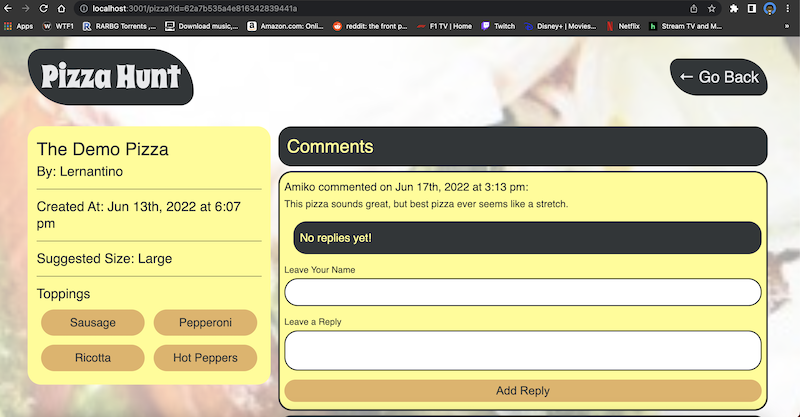 localhost:3001/pizza?id=62a7b535a4e816342839441a
Apps
WTF1
RARBG Torrents ,...
Download music,...
Amazon.com: Onli...
reddit: the front p...
F1 TV | Home
Twitch
Disney+ | Movies...
Netflix
Stream TV and M...
»
Pizza Hunt
← Go Back
The Demo Pizza
By: Lernantino
Created At: Jun 13th, 2022 at 6:07
pm
Suggested Size: Large
Toppings
Sausage
Pepperoni
Ricotta
Hot Peppers
Comments
Amiko commented on Jun 17th, 2022 at 3:13 pm:
This pizza sounds great, but best pizza ever seems like a stretch.
No replies yet!
Leave Your Name
Leave a Reply
Add Reply